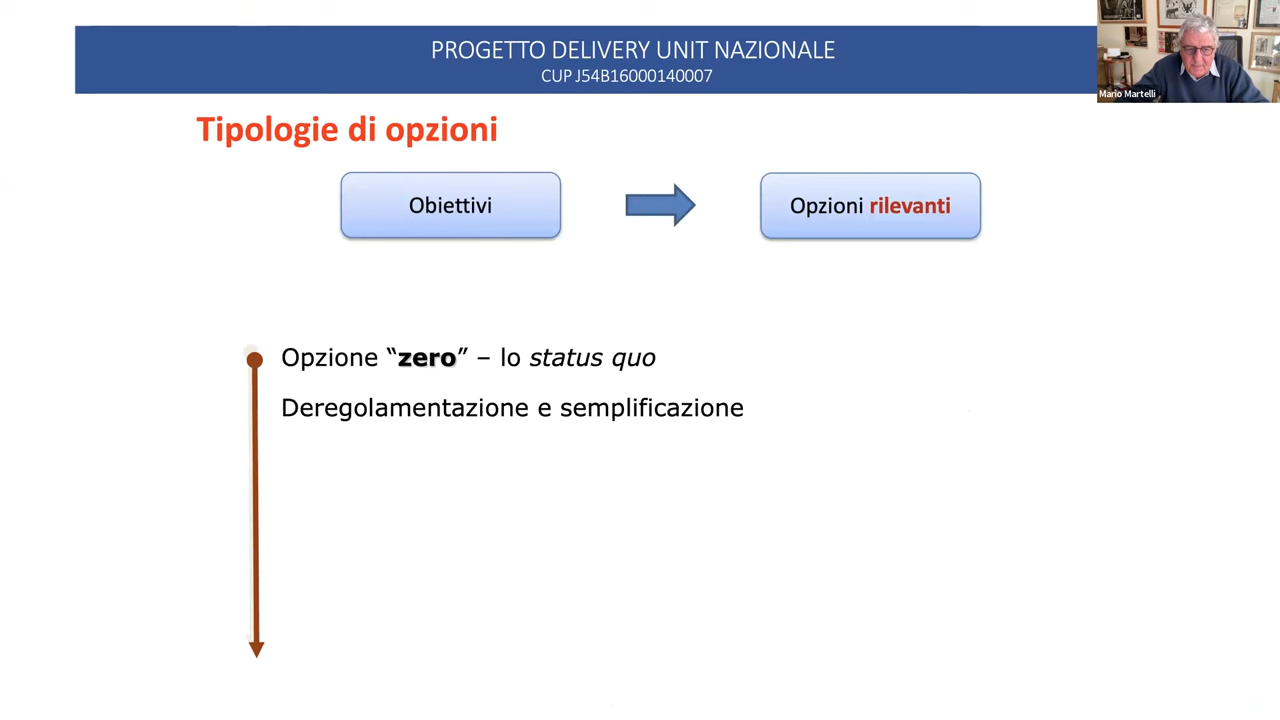 PROGETTO DELIVERY UNIT NAZIONALE
CUP J54B16000140007
Mario Martelli
Tipologie di opzioni
Obiettivi
Opzioni rilevanti
Opzione “zero” – lo status quo
Deregolamentazione e semplificazione